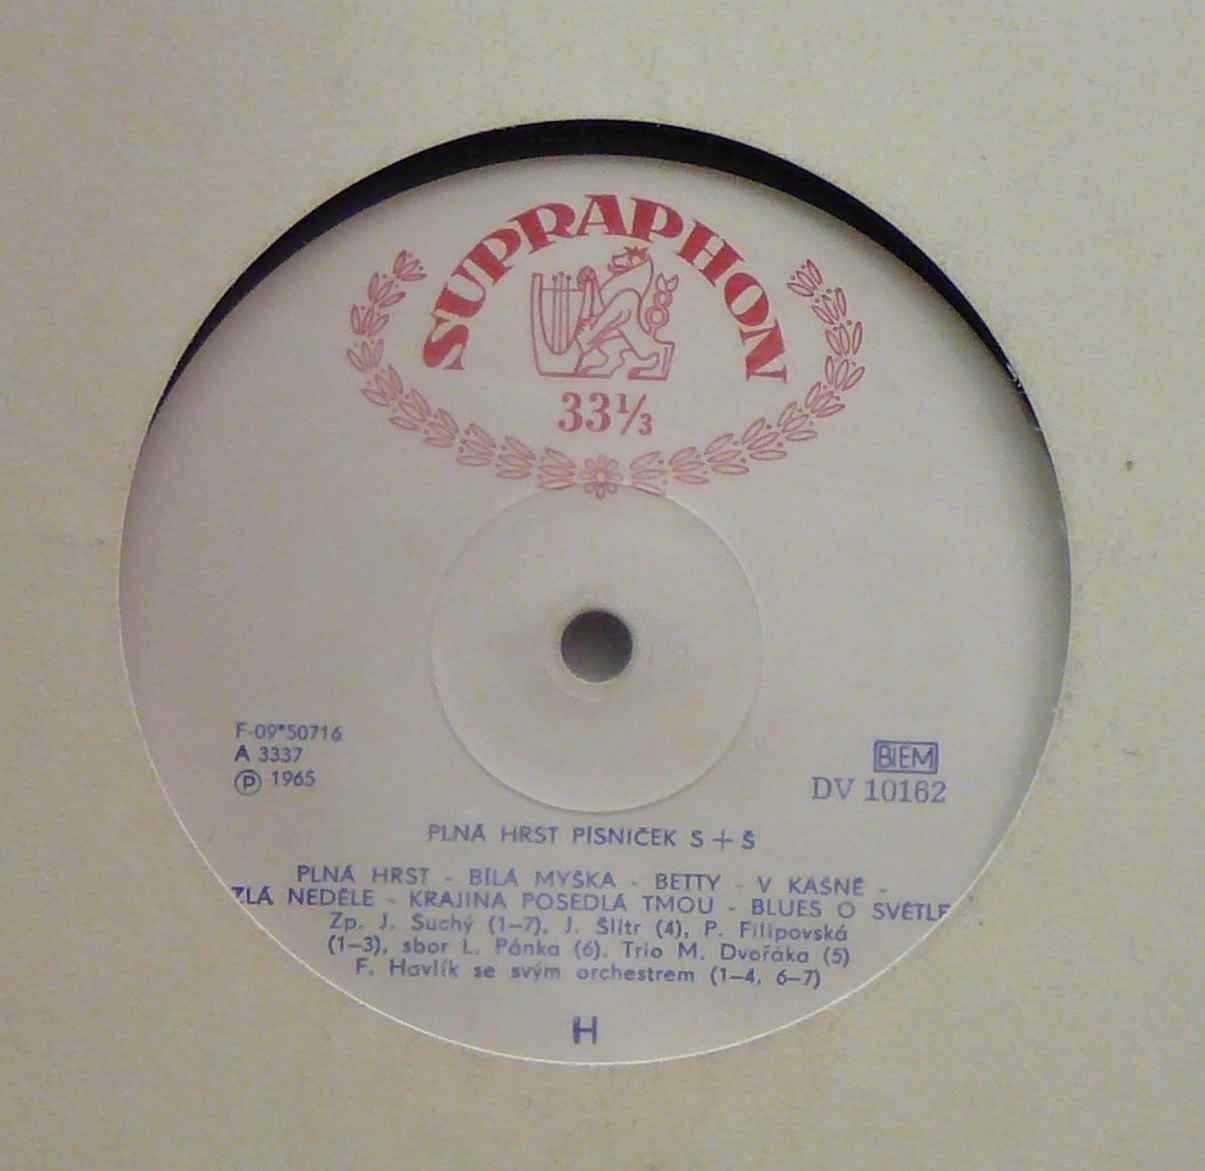 SUPRAPHON
33⅓
F-09*50716
A 3337
Ⓟ 1965
BIEM
DV 10162
PLNÁ HRST PÍSNIČEK S + Š
PLNÁ HRST - BÍLÁ MYŠKA - BETTY - V KAŠNĚ -
ZLÁ NEDĚLE - KRAJINA POSEDLÁ TMOU - BLUES O SVĚTLE
Zp. J. Suchý (1–7), J. Šlitr (4), P. Filipovská
(1–3), sbor L. Pánka (6), Trio M. Dvořáka (5)
F. Havlík se svým orchestrem (1–4, 6–7)
H